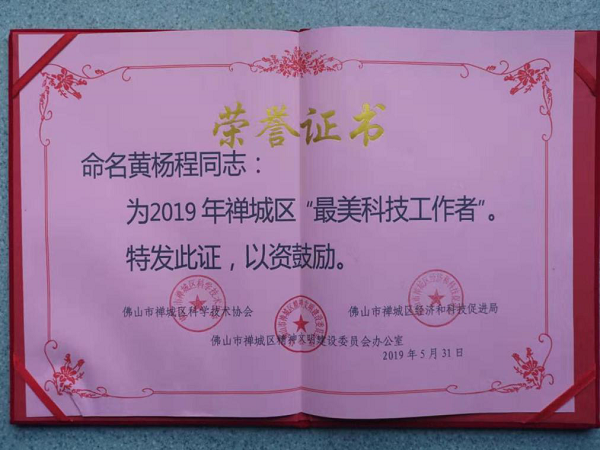 荣誉证书
命名黄杨程同志：
为2019年禅城区“最美科技工作者”。
特发此证，以资鼓励。
佛山市禅城区科学技术协会
佛山市禅城区经济和科技促进局
佛山市禅城区精神文明建设委员会办公室
2019年5月31日